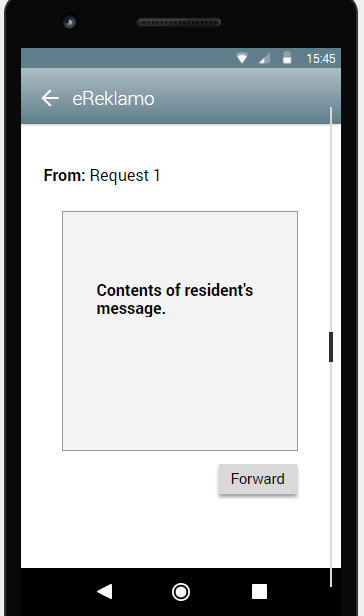 15:45
eReklamo
From: Request 1
Contents of resident's
message.
Forward